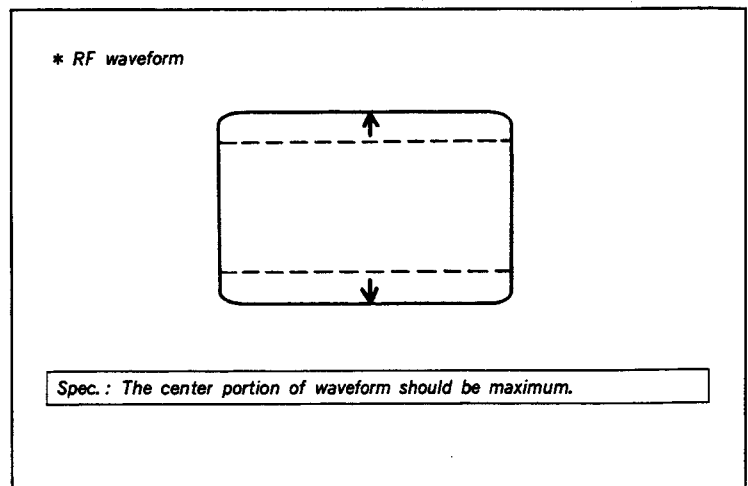 * RF waveform
Spec. : The center portion of waveform should be maximum.